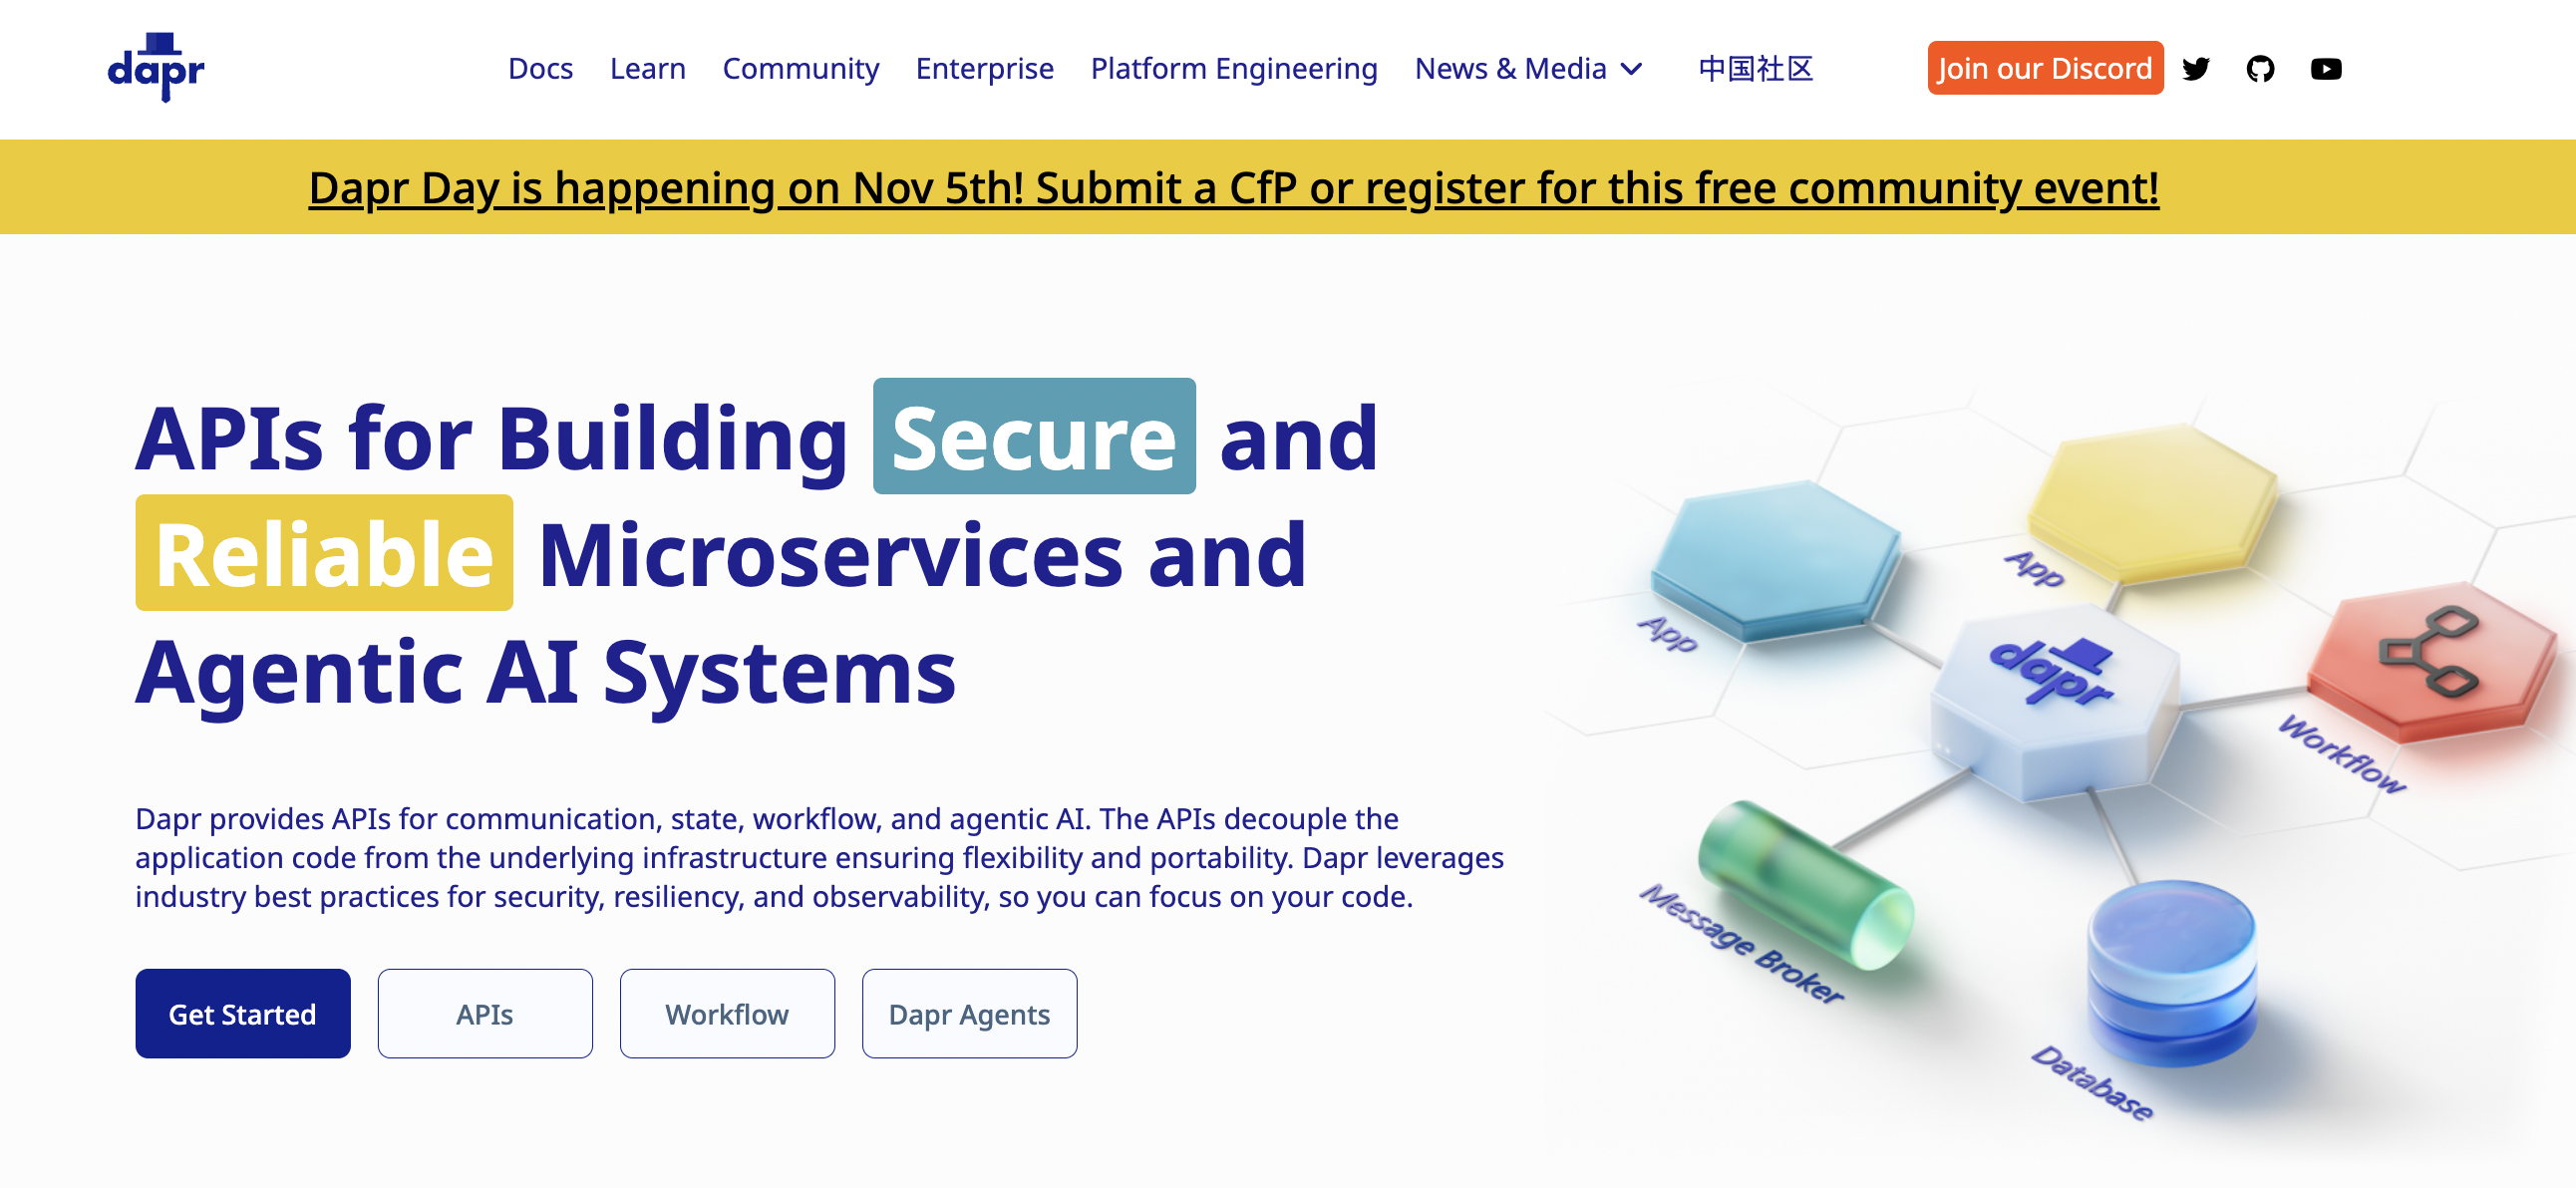 dapr
Docs Learn Community Enterprise Platform Engineering News & Media 中国社区 Join our Discord
Dapr Day is happening on Nov 5th! Submit a CfP or register for this free community event!
APIs for Building Secure and
Reliable Microservices and
Agentic AI Systems
Dapr provides APIs for communication, state, workflow, and agentic AI. The APIs decouple the
application code from the underlying infrastructure ensuring flexibility and portability. Dapr leverages
industry best practices for security, resiliency, and observability, so you can focus on your code.
Get Started APIs Workflow Dapr Agents
App
App
dapr
Workflow
Message Broker
Database